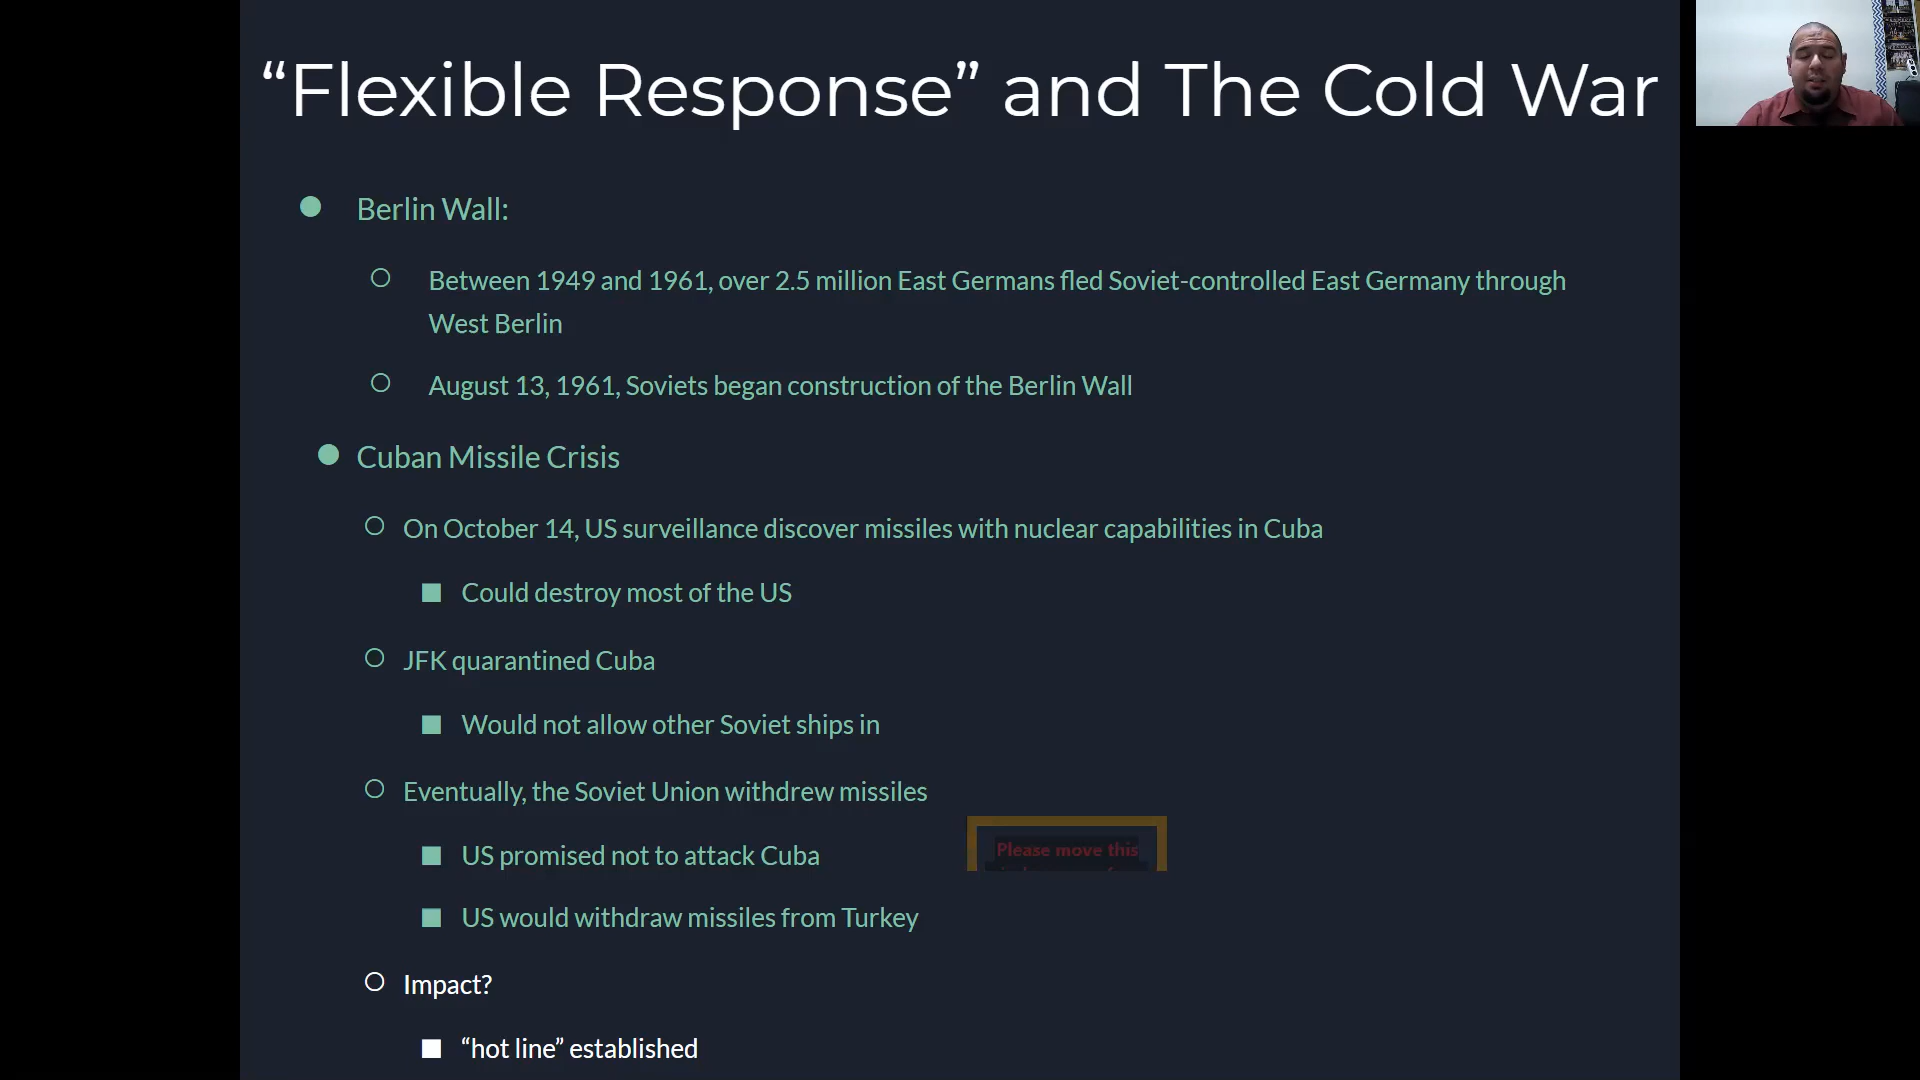 “Flexible Response” and The Cold War
Berlin Wall:
Between 1949 and 1961, over 2.5 million East Germans fled Soviet-controlled East Germany through
West Berlin
August 13, 1961, Soviets began construction of the Berlin Wall
Cuban Missile Crisis
On October 14, US surveillance discover missiles with nuclear capabilities in Cuba
Could destroy most of the US
JFK quarantined Cuba
Would not allow other Soviet ships in
Eventually, the Soviet Union withdrew missiles
Please move this
US promised not to attack Cuba
US would withdraw missiles from Turkey
Impact?
“hot line” established